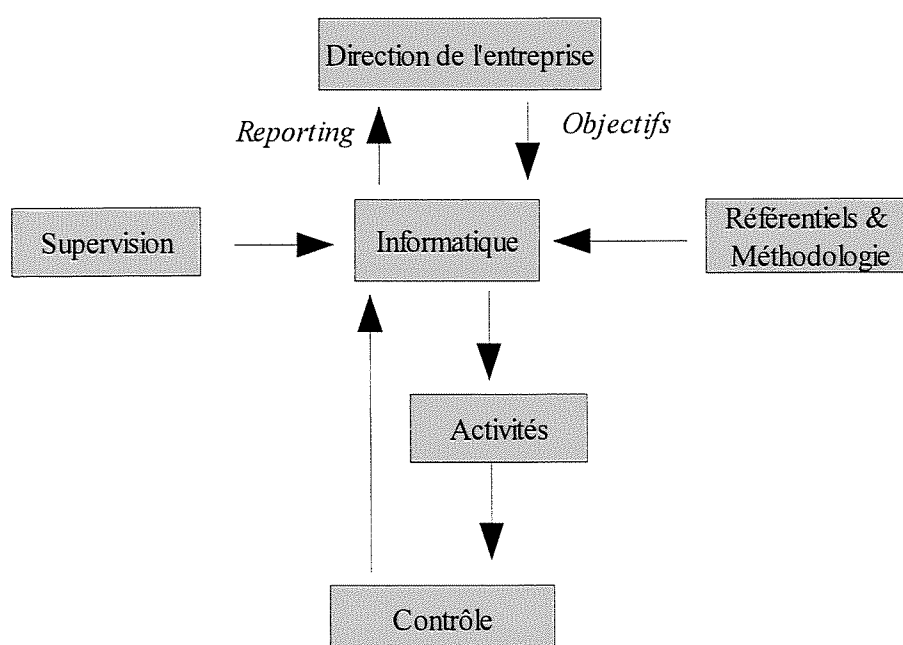 Direction de l'entreprise
Reporting
Objectifs
Supervision
Informatique
Référentiels &
Méthodologie
Activités
Contrôle